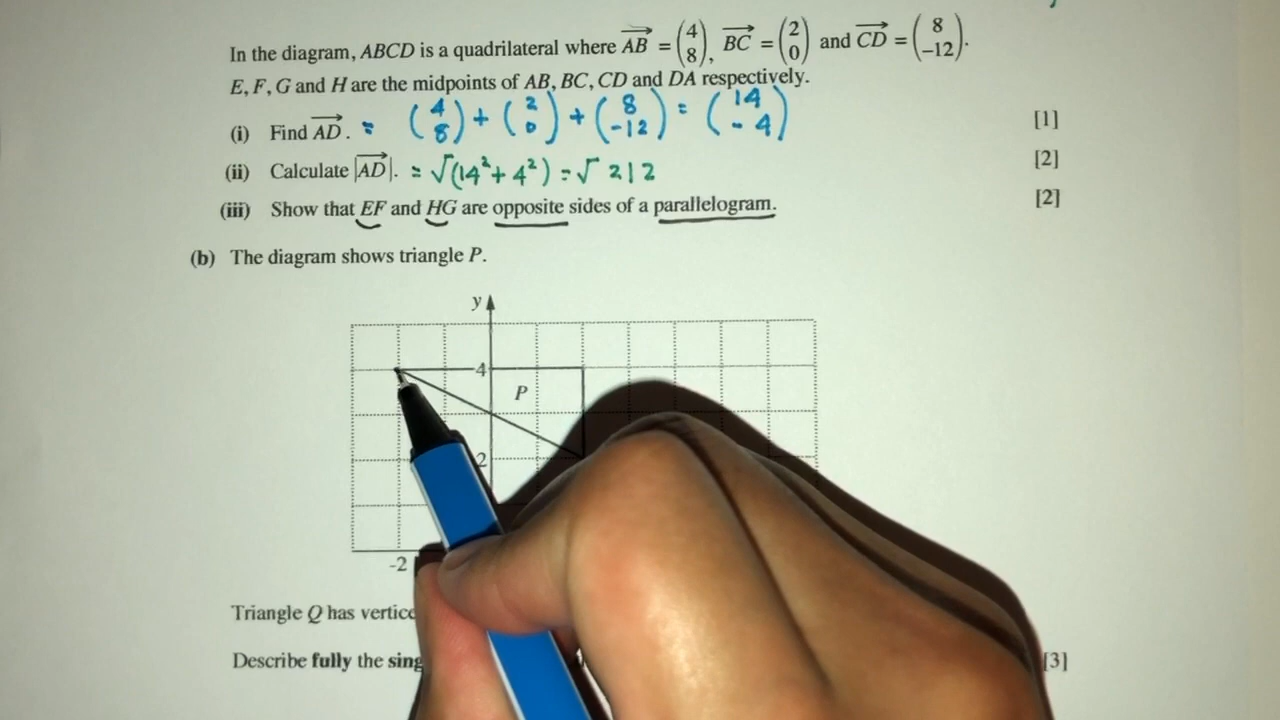 In the diagram, ABCD is a quadrilateral where AB⃗ = (4 8), BC⃗ = (2 0) and CD⃗ = (8 −12).
E, F, G and H are the midpoints of AB, BC, CD and DA respectively.
(i) Find AD⃗. = (4 8) + (2 0) + (8 -12) = (14 -4) [1]
(ii) Calculate |AD⃗|. = √(14² + 4²) = √212 [2]
(iii) Show that EF and HG are opposite sides of a parallelogram. [2]
(b) The diagram shows triangle P.
y
4
P
2
-2
Triangle Q has
Describe fully the [3]